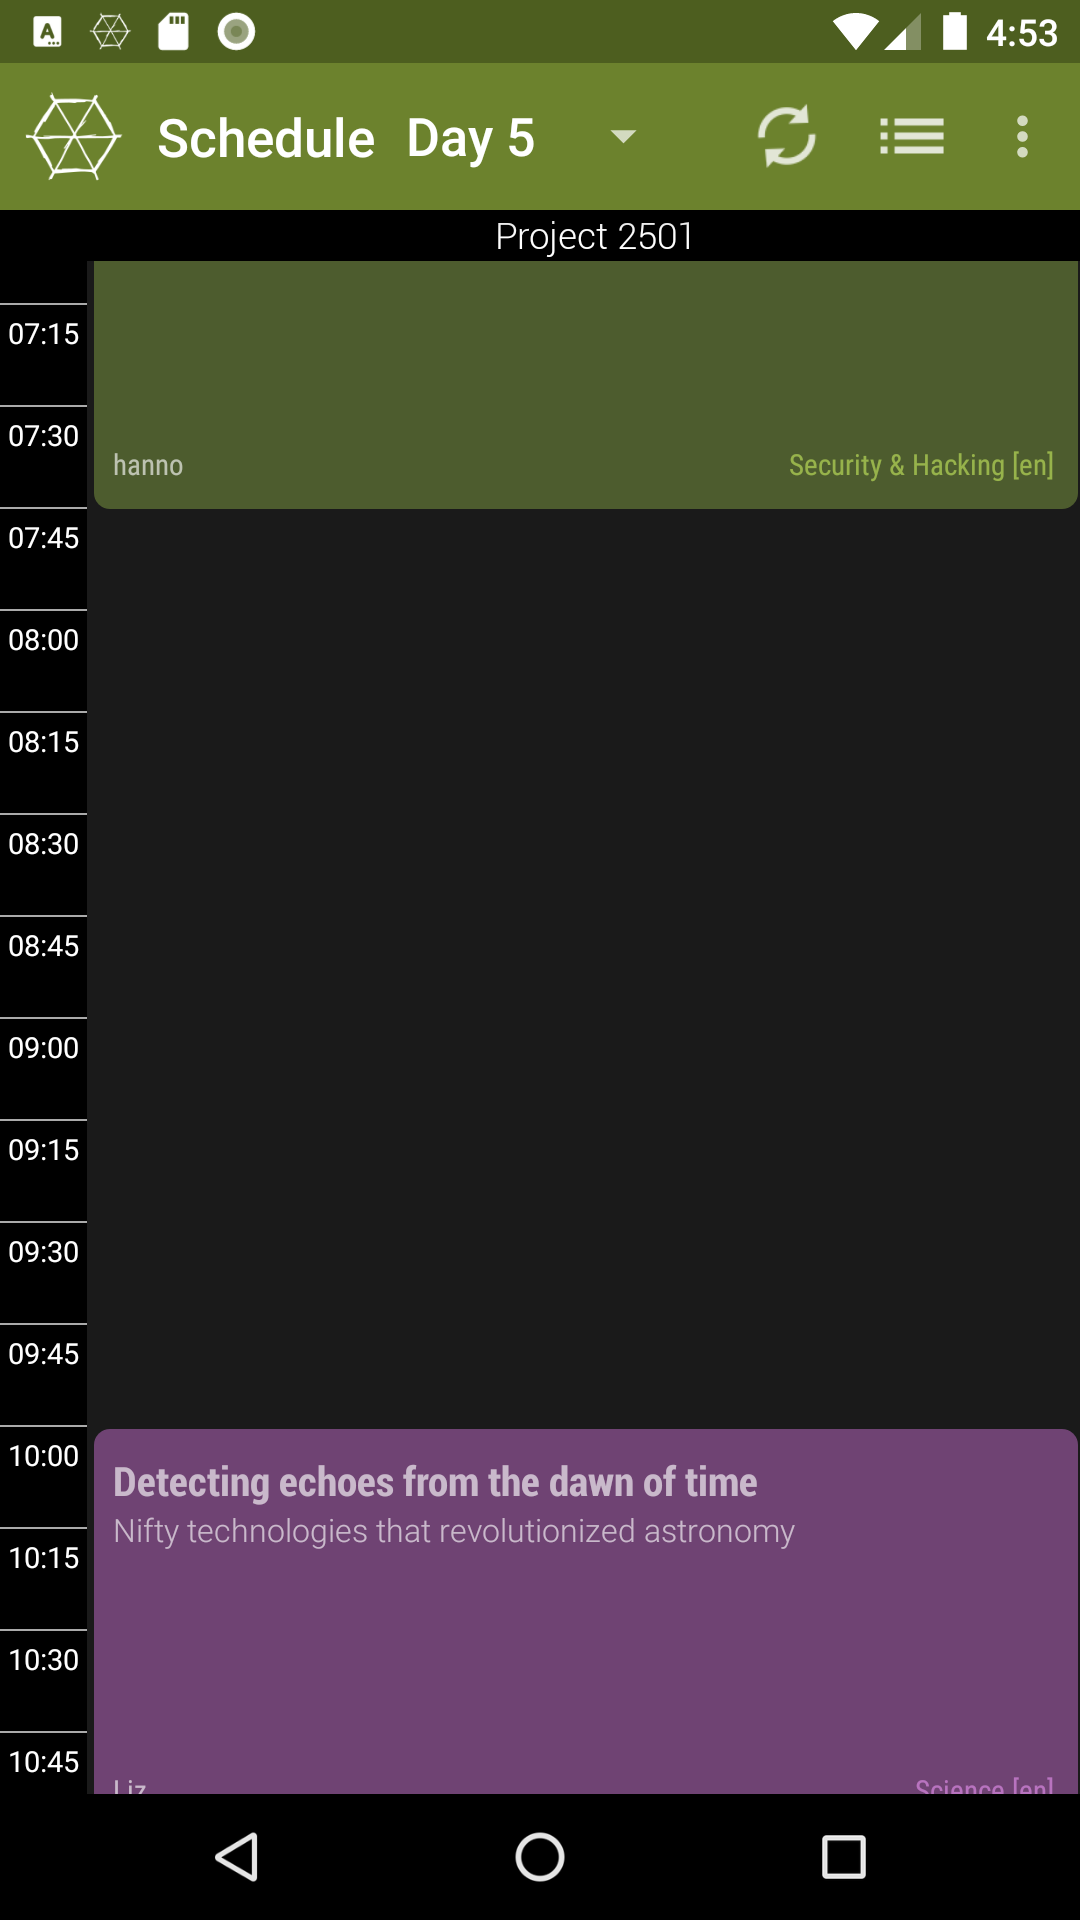 4:53
Schedule Day 5
Project 2501
07:15
07:30
hanno Security & Hacking [en]
07:45
08:00
08:15
08:30
08:45
09:00
09:15
09:30
09:45
10:00
Detecting echoes from the dawn of time
Nifty technologies that revolutionized astronomy
10:15
10:30
10:45
Liz Science [en]